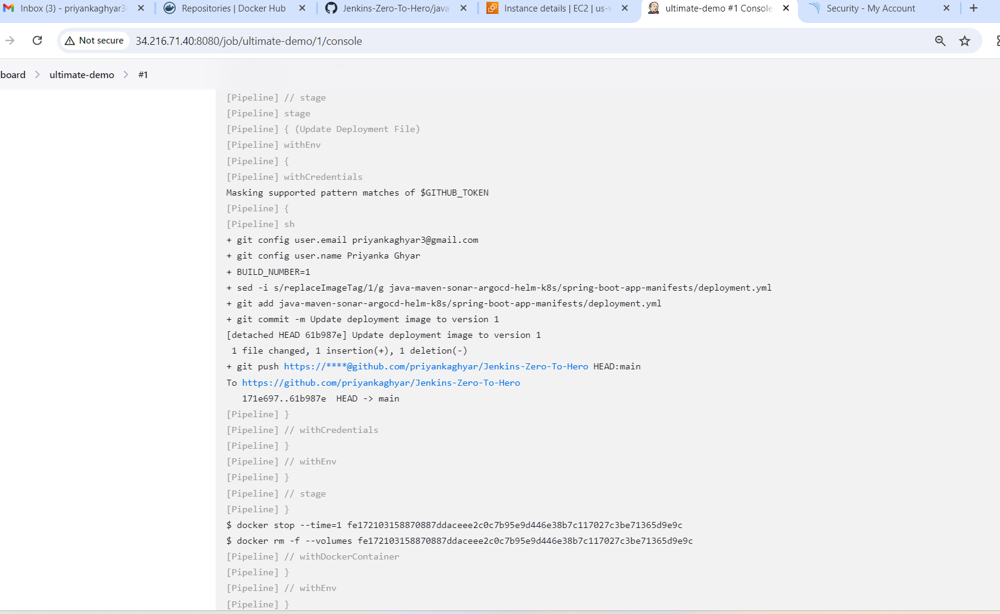 Inbox (3) - priyankaghyar3
Repositories | Docker Hub
Jenkins-Zero-To-Hero/java
Instance details | EC2 | us-
ultimate-demo #1 Console
Security - My Account
Not secure
34.216.71.40:8080/job/ultimate-demo/1/console
board > ultimate-demo > #1
[Pipeline] // stage
[Pipeline] stage
[Pipeline] { (Update Deployment File)
[Pipeline] withEnv
[Pipeline] {
[Pipeline] withCredentials
Masking supported pattern matches of $GITHUB_TOKEN
[Pipeline] {
[Pipeline] sh
+ git config user.email priyankaghyar3@gmail.com
+ git config user.name Priyanka Ghyar
+ BUILD_NUMBER=1
+ sed -i s/replaceImageTag/1/g java-maven-sonar-argocd-helm-k8s/spring-boot-app-manifests/deployment.yml
+ git add java-maven-sonar-argocd-helm-k8s/spring-boot-app-manifests/deployment.yml
+ git commit -m Update deployment image to version 1
[detached HEAD 61b987e] Update deployment image to version 1
1 file changed, 1 insertion(+), 1 deletion(-)
+ git push https://****@github.com/priyankaghyar/Jenkins-Zero-To-Hero HEAD:main
To https://github.com/priyankaghyar/Jenkins-Zero-To-Hero
171e697..61b987e  HEAD -> main
[Pipeline] }
[Pipeline] // withCredentials
[Pipeline] }
[Pipeline] // withEnv
[Pipeline] }
[Pipeline] // stage
[Pipeline] }
$ docker stop --time=1 fe172103158870887ddaceee2c0c7b95e9d446e38b7c117027c3be71365d9e9c
$ docker rm -f --volumes fe172103158870887ddaceee2c0c7b95e9d446e38b7c117027c3be71365d9e9c
[Pipeline] // withDockerContainer
[Pipeline] }
[Pipeline] // withEnv
[Pipeline] }